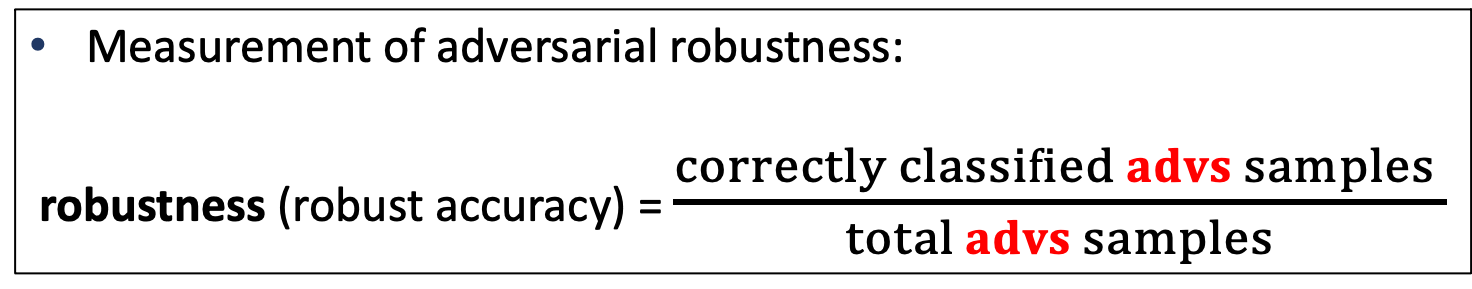 • Measurement of adversarial robustness:
correctly classified advs samples
robustness (robust accuracy) =
total advs samples